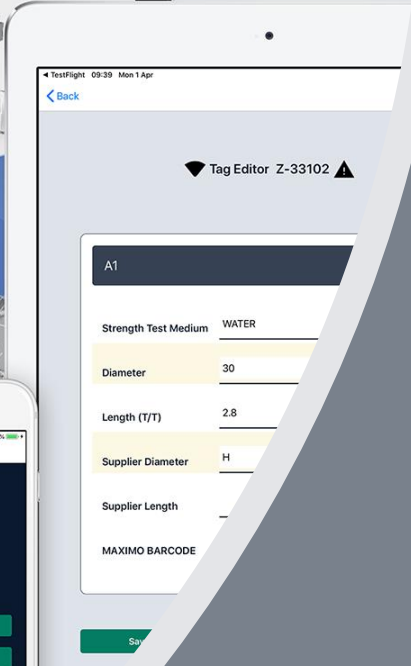 ◀ TestFlight 09:39 Mon 1 Apr
Back
Tag Editor Z-33102
A1
Strength Test Medium WATER
Diameter 30
Length (T/T) 2.8
Supplier Diameter H
Supplier Length
MAXIMO BARCODE